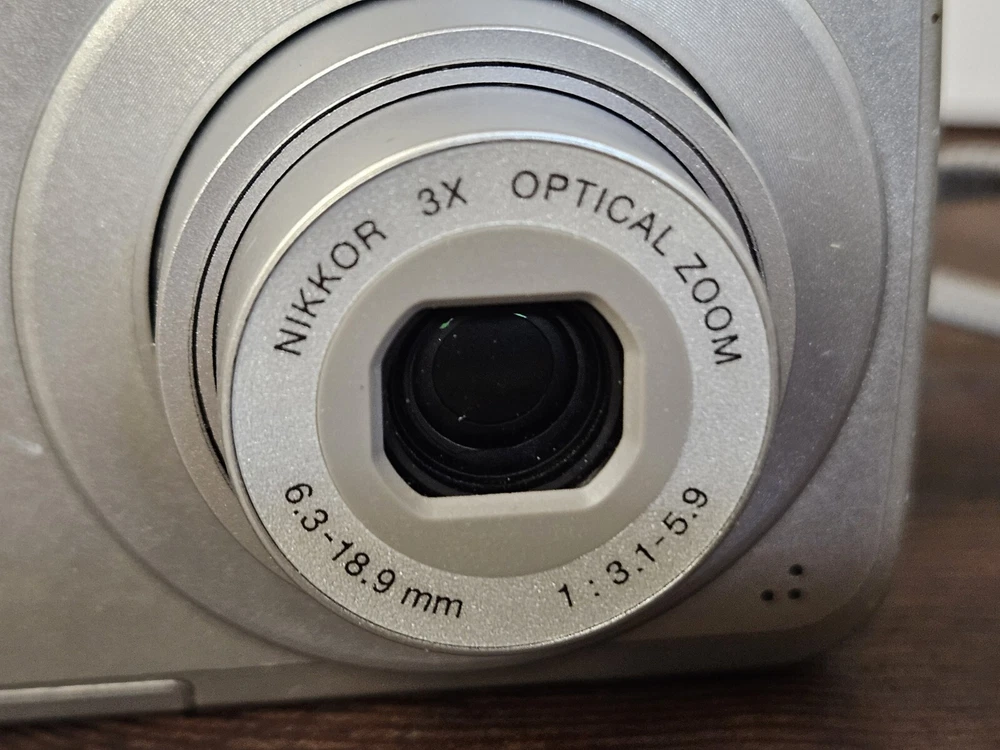 NIKKOR 3X OPTICAL ZOOM
6.3-18.9 mm 1 : 3.1-5.9